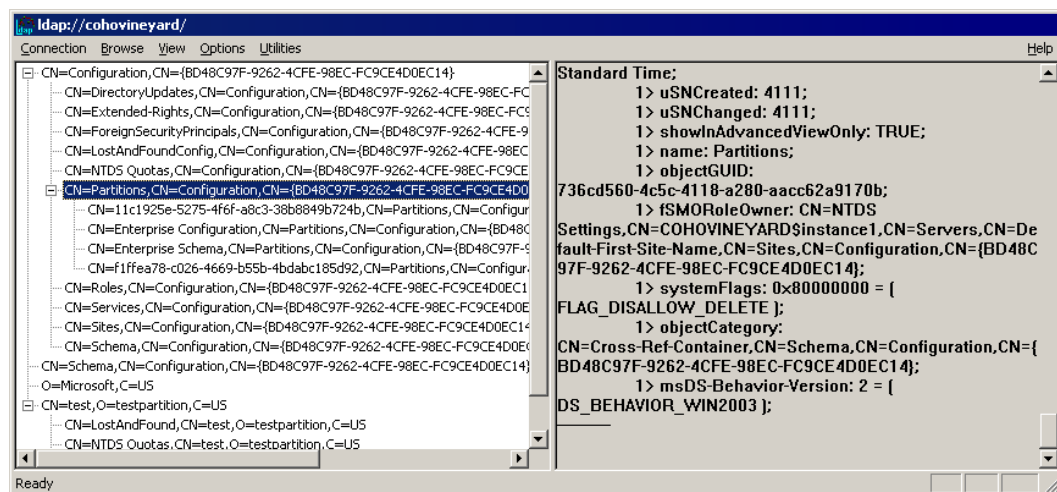 ldap://cohovineyard/
Connection Browse View Options Utilities Help
CN=Configuration,CN={BD48C97F-9262-4CFE-98EC-FC9CE4D0EC14}
CN=DirectoryUpdates,CN=Configuration,CN={BD48C97F-9262-4CFE-98EC-FC
CN=Extended-Rights,CN=Configuration,CN={BD48C97F-9262-4CFE-98EC-FC9
CN=ForeignSecurityPrincipals,CN=Configuration,CN={BD48C97F-9262-4CFE-9
CN=LostAndFoundConfig,CN=Configuration,CN={BD48C97F-9262-4CFE-98EC
CN=NTDS Quotas,CN=Configuration,CN={BD48C97F-9262-4CFE-98EC-FC9CE
CN=Partitions,CN=Configuration,CN={BD48C97F-9262-4CFE-98EC-FC9CE4D0
CN=11c1925e-5275-4f6f-a8c3-38b8849b724b,CN=Partitions,CN=Configur
CN=Enterprise Configuration,CN=Partitions,CN=Configuration,CN={BD48C
CN=Enterprise Schema,CN=Partitions,CN=Configuration,CN={BD48C97F-9
CN=f1ffea78-c026-4669-b55b-4bdabc185d92,CN=Partitions,CN=Configur
CN=Roles,CN=Configuration,CN={BD48C97F-9262-4CFE-98EC-FC9CE4D0EC1
CN=Services,CN=Configuration,CN={BD48C97F-9262-4CFE-98EC-FC9CE4D0E
CN=Sites,CN=Configuration,CN={BD48C97F-9262-4CFE-98EC-FC9CE4D0EC14
CN=Schema,CN=Configuration,CN={BD48C97F-9262-4CFE-98EC-FC9CE4D0E
CN=Schema,CN=Configuration,CN={BD48C97F-9262-4CFE-98EC-FC9CE4D0EC14}
O=Microsoft,C=US
CN=test,O=testpartition,C=US
CN=LostAndFound,CN=test,O=testpartition,C=US
CN=NTDS Quotas,CN=test,O=testpartition,C=US
Standard Time;
1> uSNCreated: 4111;
1> uSNChanged: 4111;
1> showInAdvancedViewOnly: TRUE;
1> name: Partitions;
1> objectGUID:
736cd560-4c5c-4118-a280-aacc62a9170b;
1> fSMORoleOwner: CN=NTDS
Settings,CN=COHOVINEYARD$instance1,CN=Servers,CN=De
fault-First-Site-Name,CN=Sites,CN=Configuration,CN={BD48C
97F-9262-4CFE-98EC-FC9CE4D0EC14};
1> systemFlags: 0x80000000 = (
FLAG_DISALLOW_DELETE );
1> objectCategory:
CN=Cross-Ref-Container,CN=Schema,CN=Configuration,CN={
BD48C97F-9262-4CFE-98EC-FC9CE4D0EC14};
1> msDS-Behavior-Version: 2 = (
DS_BEHAVIOR_WIN2003 );
Ready